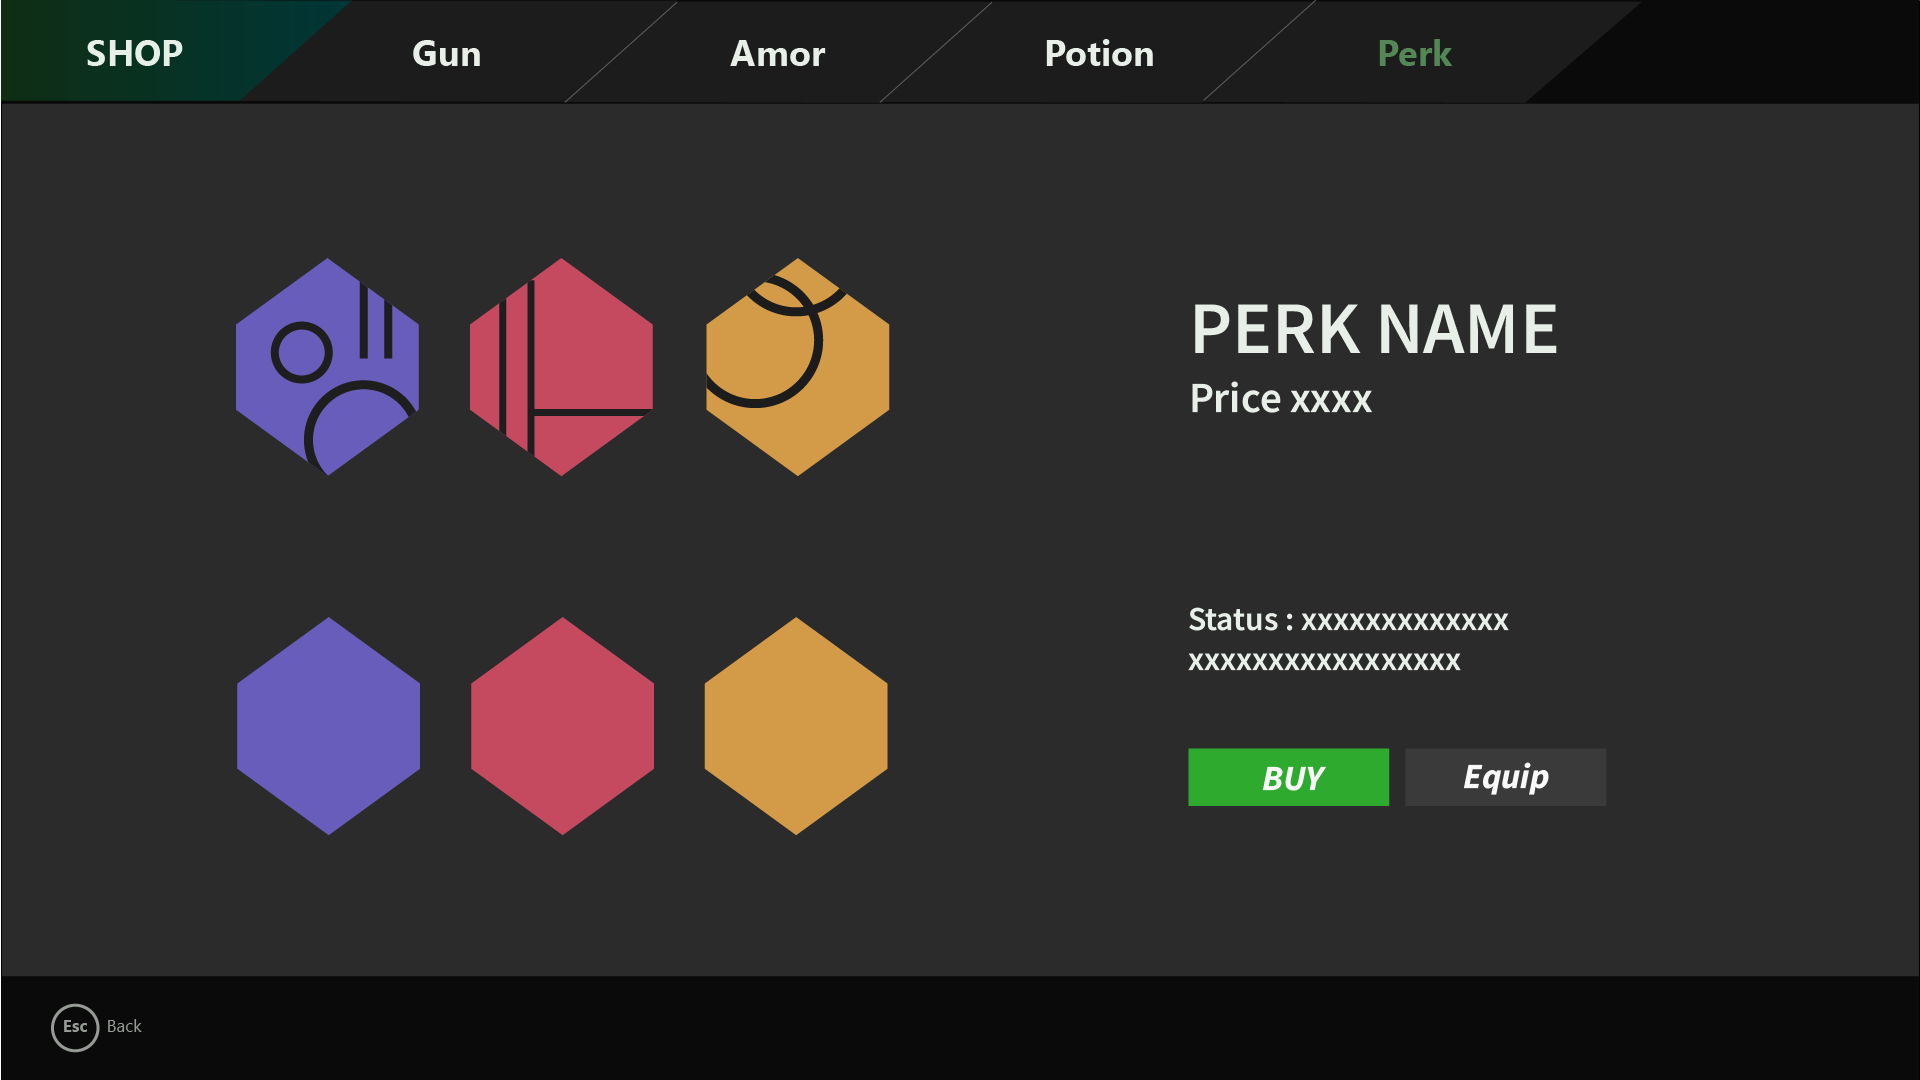 SHOP Gun Amor Potion Perk
PERK NAME
Price xxxx
Status : xxxxxxxxxxxxx
xxxxxxxxxxxxxxxxx
BUY Equip
Esc Back